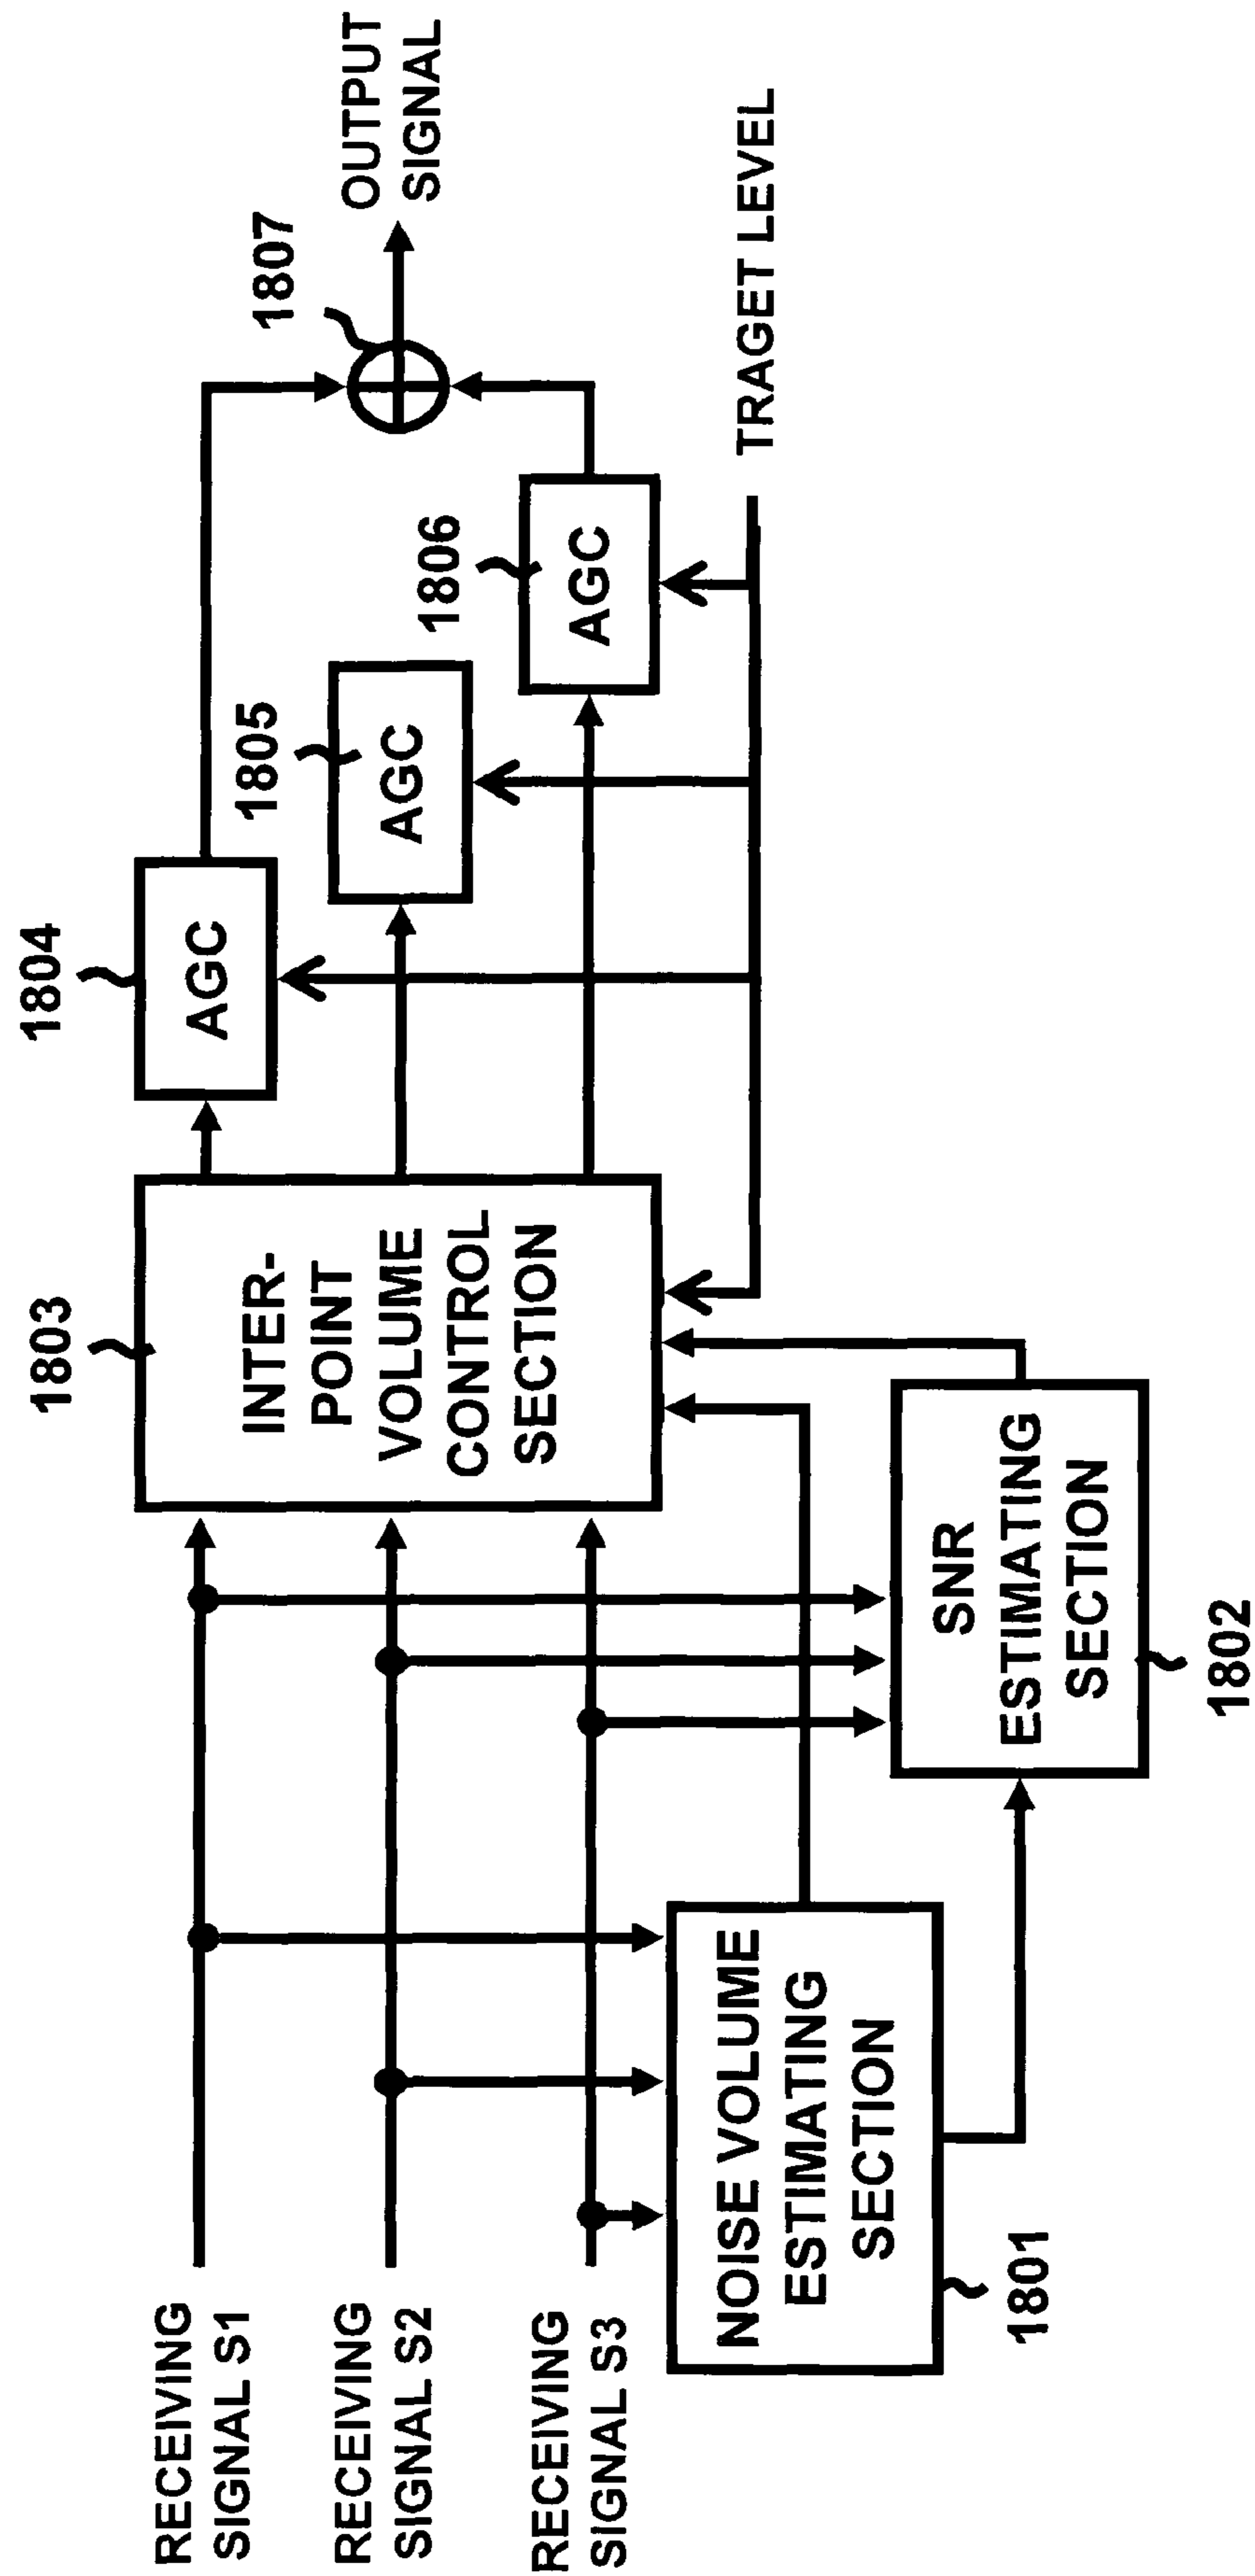 RECEIVING
SIGNAL S1
RECEIVING
SIGNAL S2
RECEIVING
SIGNAL S3
NOISE VOLUME
ESTIMATING
SECTION
1801
SNR
ESTIMATING
SECTION
1802
1803
INTER-
POINT
VOLUME
CONTROL
SECTION
1804
AGC
1805
AGC
1806
AGC
1807
OUTPUT
SIGNAL
TRAGET LEVEL